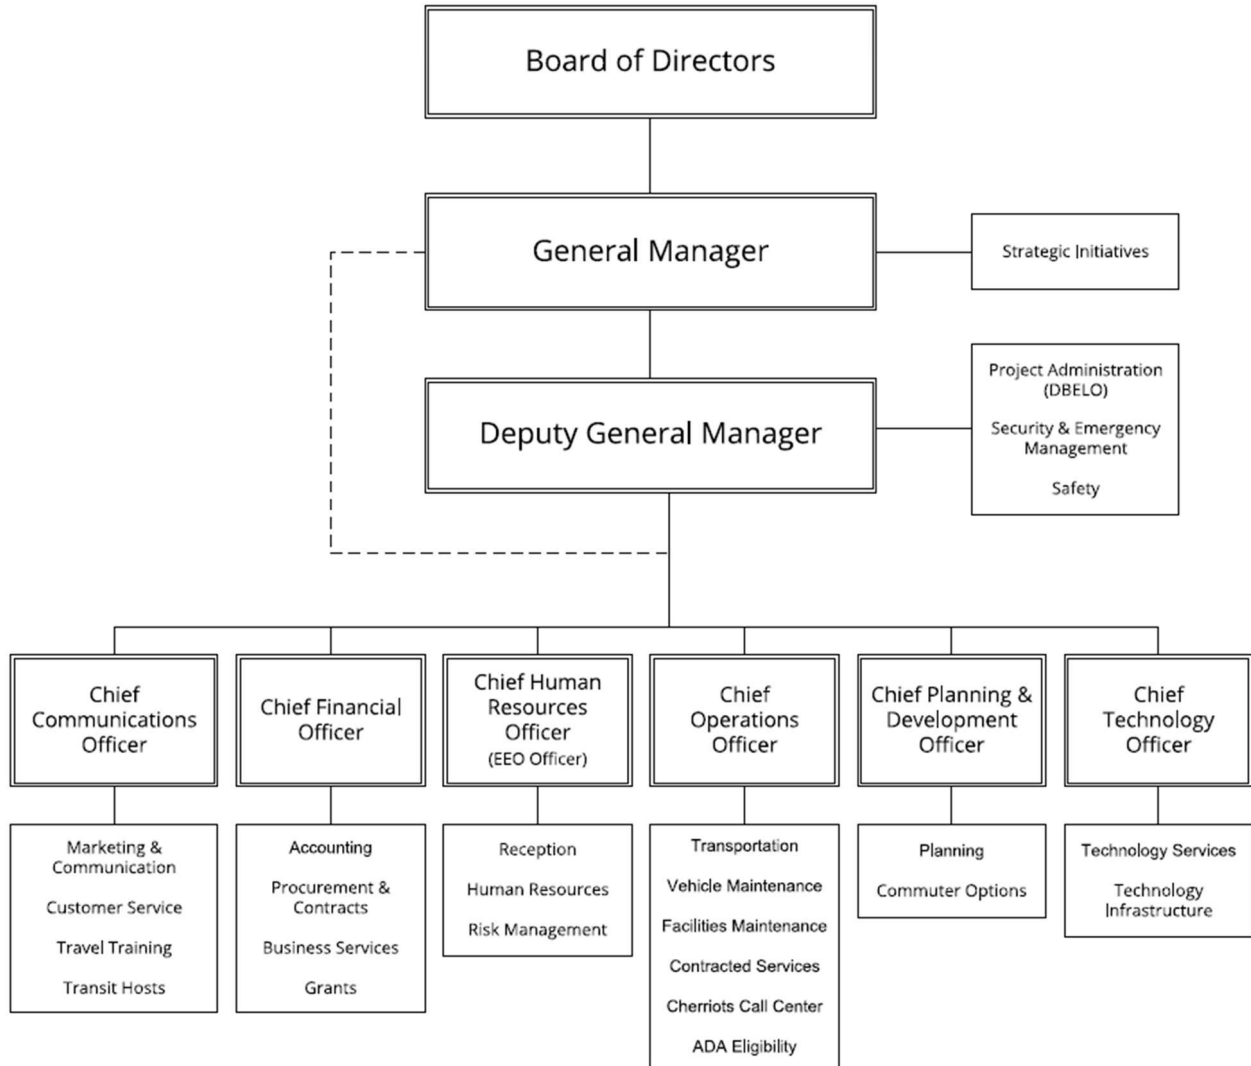 Board of Directors
General Manager
Strategic Initiatives
Deputy General Manager
Project Administration
(DBELO)
Security & Emergency
Management
Safety
Chief
Communications
Officer
Chief Financial
Officer
Chief Human
Resources
Officer
(EEO Officer)
Chief
Operations
Officer
Chief Planning &
Development
Officer
Chief
Technology
Officer
Marketing &
Communication
Customer Service
Travel Training
Transit Hosts
Accounting
Procurement &
Contracts
Business Services
Grants
Reception
Human Resources
Risk Management
Transportation
Vehicle Maintenance
Facilities Maintenance
Contracted Services
Cherriots Call Center
ADA Eligibility
Planning
Commuter Options
Technology Services
Technology
Infrastructure